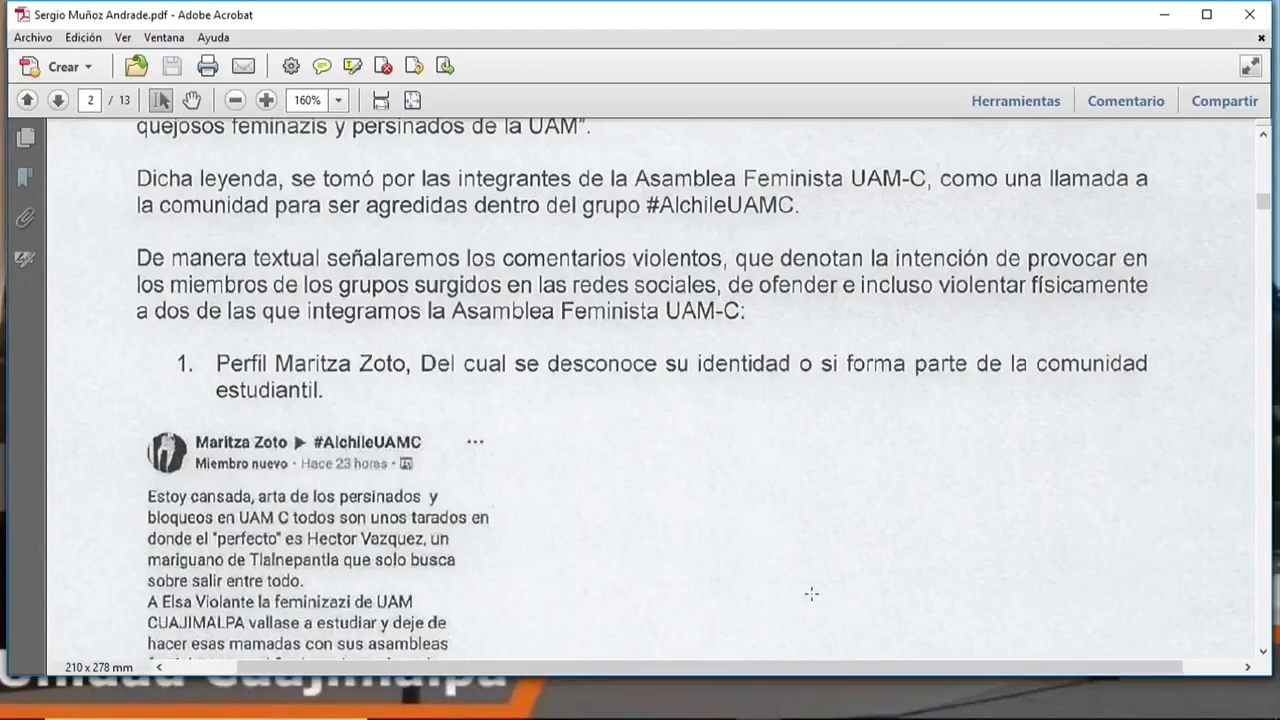 Sergio Muñoz Andrade.pdf - Adobe Acrobat
Archivo Edición Ver Ventana Ayuda
Crear
2 / 13 160% Herramientas Comentario Compartir
quejosos feminazis y persinados de la UAM".
Dicha leyenda, se tomó por las integrantes de la Asamblea Feminista UAM-C, como una llamada a
la comunidad para ser agredidas dentro del grupo #AlchileUAMC.
De manera textual señalaremos los comentarios violentos, que denotan la intención de provocar en
los miembros de los grupos surgidos en las redes sociales, de ofender e incluso violentar físicamente
a dos de las que integramos la Asamblea Feminista UAM-C:
1. Perfil Maritza Zoto, Del cual se desconoce su identidad o si forma parte de la comunidad
estudiantil.
Maritza Zoto ▶ #AlchileUAMC ...
Miembro nuevo · Hace 23 horas ·
Estoy cansada, arta de los persinados y
bloqueos en UAM C todos son unos tarados en
donde el "perfecto" es Hector Vazquez, un
mariguano de Tlalnepantla que solo busca
sobre salir entre todo.
A Elsa Violante la feminizazi de UAM
CUAJIMALPA vallase a estudiar y deje de
hacer esas mamadas con sus asambleas
210 x 278 mm
Unidad Cuajimalpa